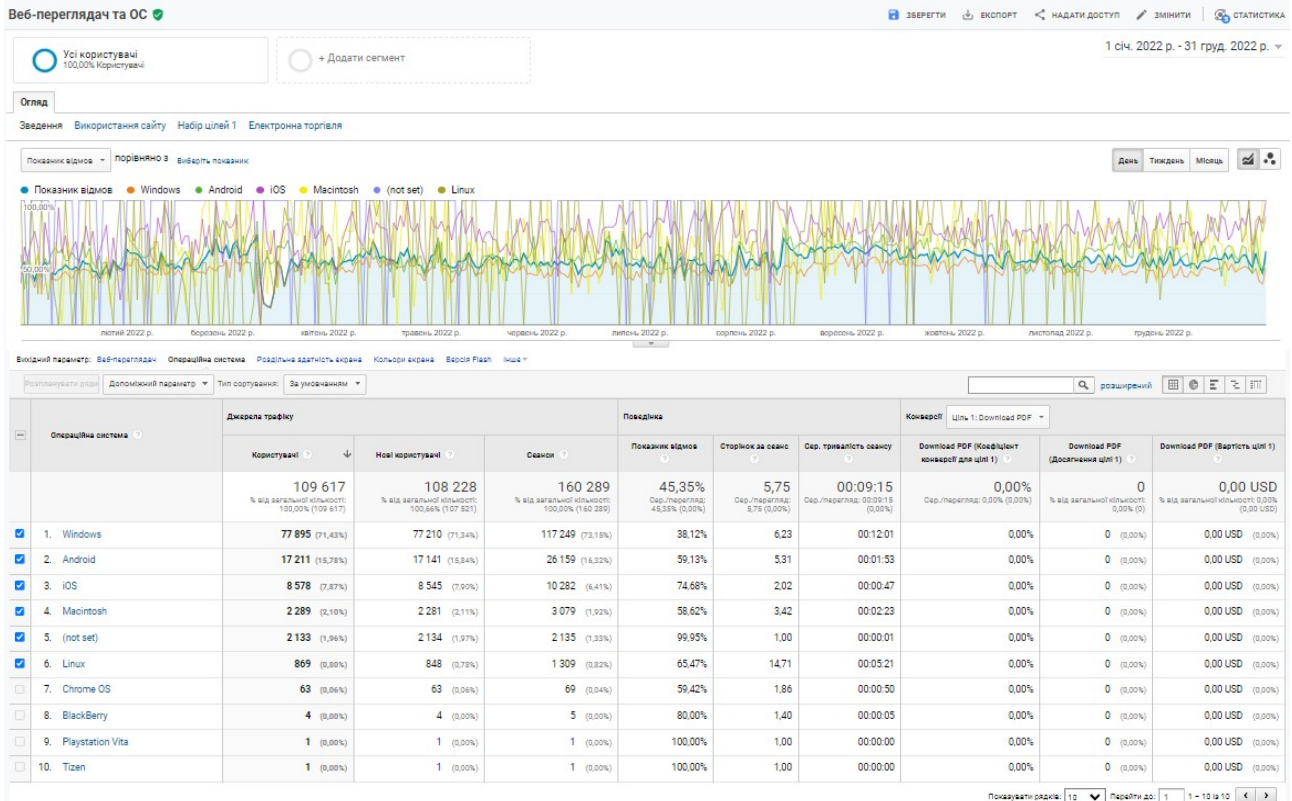 Веб-переглядач та ОС
ЗБЕРЕГТИ ЕКСПОРТ НАДАТИ ДОСТУП ЗМІНИТИ СТАТИСТИКА
1 січ. 2022 р. - 31 груд. 2022 р.
Усі користувачі
100,00% Користувачі
+ Додати сегмент
Огляд
Зведення Використання сайту Набір цілей 1 Електронна торгівля
Показник відмов порівняно з Виберіть показник
День Тиждень Місяць
Показник відмов Windows Android iOS Macintosh (not set) Linux
100,00%
50,00%
лютий 2022 р. березень 2022 р. квітень 2022 р. травень 2022 р. червень 2022 р. липень 2022 р. серпень 2022 р. вересень 2022 р. жовтень 2022 р. листопад 2022 р. грудень 2022 р.
Вихідний параметр: Веб-переглядач Операційна система Роздільна здатність екрана Кольори екрана Версія Flash Інше
Розпланувати ряди Допоміжний параметр Тип сортування: За умовчанням розширений
Операційна система Джерела трафіку Поведінка Конверсії Ціль 1: Download PDF
Користувачі Нові користувачі Сеанси Показник відмов Сторінок за сеанс Сер. тривалість сеансу Download PDF (Коефіцієнт конверсії для цілі 1) Download PDF (Досягнення цілі 1) Download PDF (Вартість цілі 1)
109 617 108 228 160 289 45,35% 5,75 00:09:15 0,00% 0 0,00 USD
% від загальної кількості: 100,00% (109 617) % від загальної кількості: 100,66% (107 521) % від загальної кількості: 100,00% (160 289) Сер./перегляд: 45,35% (0,00%) Сер./перегляд: 5,75 (0,00%) Сер./перегляд: 00:09:15 (0,00%) Сер./перегляд: 0,00% (0,00%) % від загальної кількості: 0,00% (0) % від загальної кількості: 0,00% (0,00 USD)
1. Windows 77 895 (71,43%) 77 210 (71,34%) 117 249 (73,15%) 38,12% 6,23 00:12:01 0,00% 0 (0,00%) 0,00 USD (0,00%)
2. Android 17 211 (15,78%) 17 141 (15,84%) 26 159 (16,32%) 59,13% 5,31 00:01:53 0,00% 0 (0,00%) 0,00 USD (0,00%)
3. iOS 8 578 (7,87%) 8 545 (7,90%) 10 282 (6,41%) 74,68% 2,02 00:00:47 0,00% 0 (0,00%) 0,00 USD (0,00%)
4. Macintosh 2 289 (2,10%) 2 281 (2,11%) 3 079 (1,92%) 58,62% 3,42 00:02:23 0,00% 0 (0,00%) 0,00 USD (0,00%)
5. (not set) 2 133 (1,96%) 2 134 (1,97%) 2 135 (1,33%) 99,95% 1,00 00:00:01 0,00% 0 (0,00%) 0,00 USD (0,00%)
6. Linux 869 (0,80%) 848 (0,78%) 1 309 (0,82%) 65,47% 14,71 00:05:21 0,00% 0 (0,00%) 0,00 USD (0,00%)
7. Chrome OS 63 (0,06%) 63 (0,06%) 69 (0,04%) 59,42% 1,86 00:00:50 0,00% 0 (0,00%) 0,00 USD (0,00%)
8. BlackBerry 4 (0,00%) 4 (0,00%) 5 (0,00%) 80,00% 1,40 00:00:05 0,00% 0 (0,00%) 0,00 USD (0,00%)
9. Playstation Vita 1 (0,00%) 1 (0,00%) 1 (0,00%) 100,00% 1,00 00:00:00 0,00% 0 (0,00%) 0,00 USD (0,00%)
10. Tizen 1 (0,00%) 1 (0,00%) 1 (0,00%) 100,00% 1,00 00:00:00 0,00% 0 (0,00%) 0,00 USD (0,00%)
Показувати рядків: 10 Перейти до: 1 1 – 10 із 10